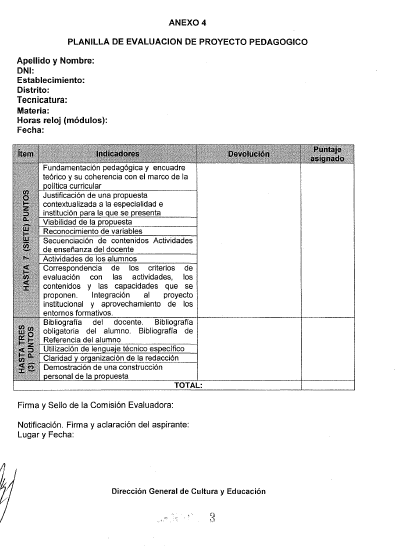 ANEXO 4
PLANILLA DE EVALUACION DE PROYECTO PEDAGOGICO
Apellido y Nombre:
DNI:
Establecimiento:
Distrito:
Tecnicatura:
Materia:
Horas reloj (módulos):
Fecha:
Ítem Indicadores Devolución Puntaje
asignado
HASTA 7 (SIETE) PUNTOS
Fundamentación pedagógica y encuadre
teórico y su coherencia con el marco de la
política curricular
Justificación de una propuesta
contextualizada a la especialidad e
institución para la que se presenta
Viabilidad de la propuesta
Reconocimiento de variables
Secuenciación de contenidos Actividades
de enseñanza del docente
Actividades de los alumnos
Correspondencia de los criterios de
evaluación con las actividades, los
contenidos y las capacidades que se
proponen. Integración al proyecto
institucional y aprovechamiento de los
entornos formativos.
HASTA TRES
(3) PUNTOS
Bibliografía del docente. Bibliografía
obligatoria del alumno. Bibliografía de
Referencia del alumno
Utilización de lenguaje técnico específico
Claridad y organización de la redacción
Demostración de una construcción
personal de la propuesta
TOTAL:
Firma y Sello de la Comisión Evaluadora:
Notificación. Firma y aclaración del aspirante:
Lugar y Fecha:
Dirección General de Cultura y Educación
3